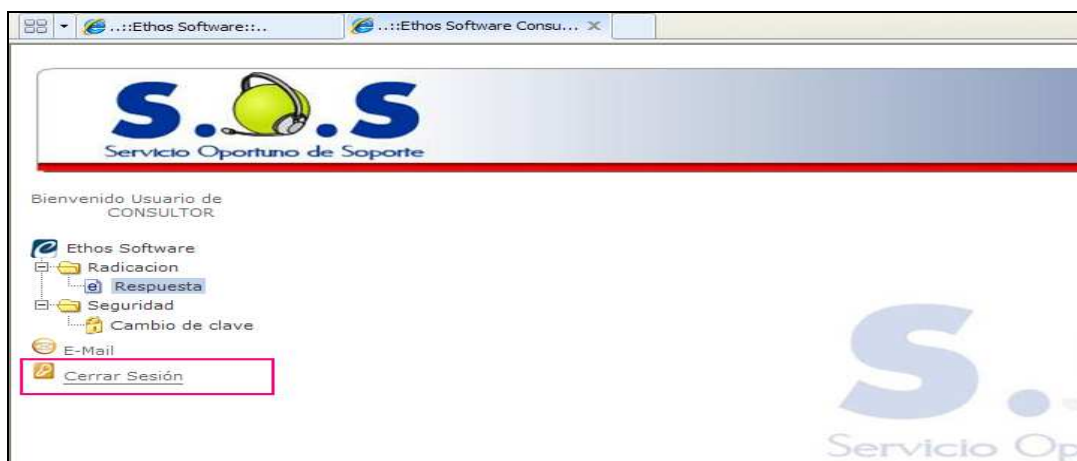 ..::Ethos Software::..
..::Ethos Software Consu...
S.O.S
Servicio Oportuno de Soporte
Bienvenido Usuario de
CONSULTOR
Ethos Software
Radicacion
Respuesta
Seguridad
Cambio de clave
E-Mail
Cerrar Sesión
S.
Servicio Op